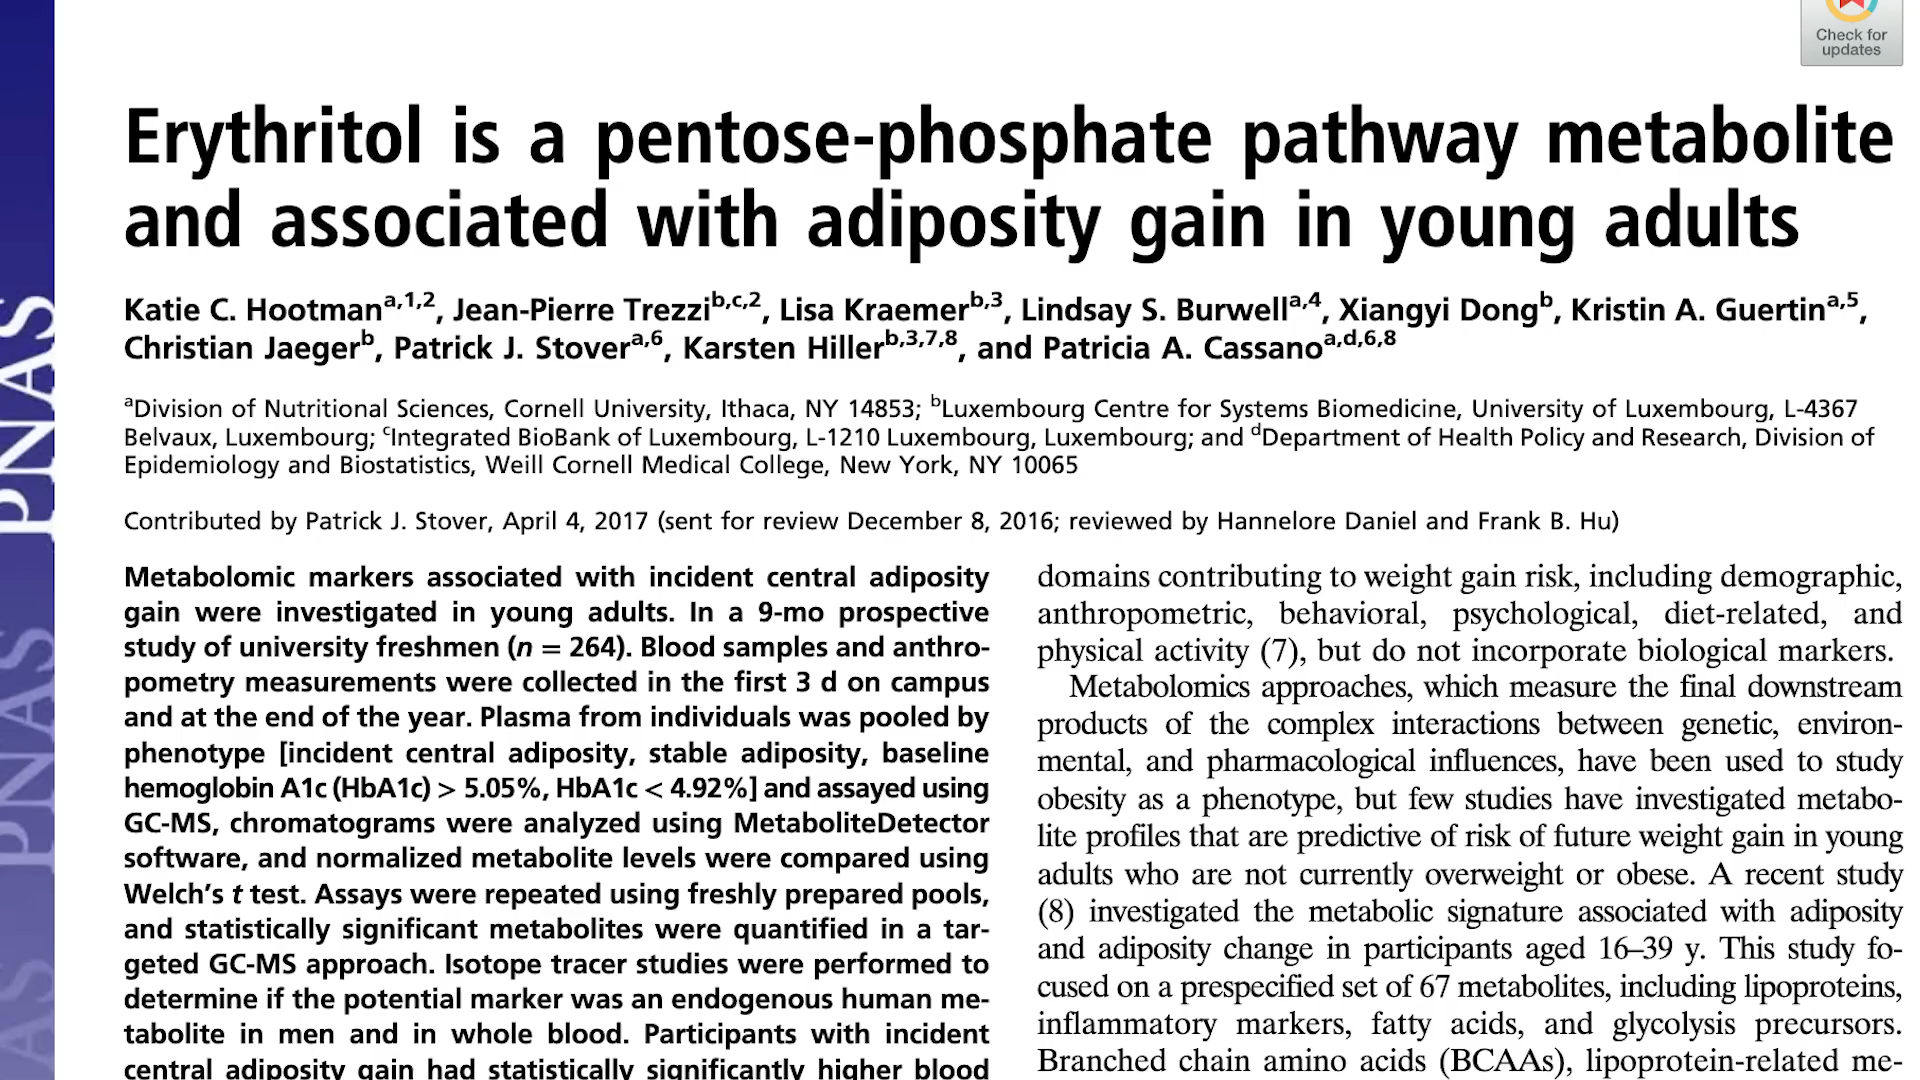 Check for
updates
Erythritol is a pentose-phosphate pathway metabolite
and associated with adiposity gain in young adults
Katie C. Hootmana,1,2, Jean-Pierre Trezzib,c,2, Lisa Kraemerb,3, Lindsay S. Burwella,4, Xiangyi Dongb, Kristin A. Guertina,5,
Christian Jaegerb, Patrick J. Stovera,6, Karsten Hillerb,3,7,8, and Patricia A. Cassanoa,d,6,8
aDivision of Nutritional Sciences, Cornell University, Ithaca, NY 14853; bLuxembourg Centre for Systems Biomedicine, University of Luxembourg, L-4367
Belvaux, Luxembourg; cIntegrated BioBank of Luxembourg, L-1210 Luxembourg, Luxembourg; and dDepartment of Health Policy and Research, Division of
Epidemiology and Biostatistics, Weill Cornell Medical College, New York, NY 10065
Contributed by Patrick J. Stover, April 4, 2017 (sent for review December 8, 2016; reviewed by Hannelore Daniel and Frank B. Hu)
Metabolomic markers associated with incident central adiposity
gain were investigated in young adults. In a 9-mo prospective
study of university freshmen (n = 264). Blood samples and anthro-
pometry measurements were collected in the first 3 d on campus
and at the end of the year. Plasma from individuals was pooled by
phenotype [incident central adiposity, stable adiposity, baseline
hemoglobin A1c (HbA1c) > 5.05%, HbA1c < 4.92%] and assayed using
GC-MS, chromatograms were analyzed using MetaboliteDetector
software, and normalized metabolite levels were compared using
Welch's t test. Assays were repeated using freshly prepared pools,
and statistically significant metabolites were quantified in a tar-
geted GC-MS approach. Isotope tracer studies were performed to
determine if the potential marker was an endogenous human me-
tabolite in men and in whole blood. Participants with incident
central adiposity gain had statistically significantly higher blood
domains contributing to weight gain risk, including demographic,
anthropometric, behavioral, psychological, diet-related, and
physical activity (7), but do not incorporate biological markers.
Metabolomics approaches, which measure the final downstream
products of the complex interactions between genetic, environ-
mental, and pharmacological influences, have been used to study
obesity as a phenotype, but few studies have investigated metabo-
lite profiles that are predictive of risk of future weight gain in young
adults who are not currently overweight or obese. A recent study
(8) investigated the metabolic signature associated with adiposity
and adiposity change in participants aged 16–39 y. This study fo-
cused on a prespecified set of 67 metabolites, including lipoproteins,
inflammatory markers, fatty acids, and glycolysis precursors.
Branched chain amino acids (BCAAs), lipoprotein-related me-
PNAS
PNAS